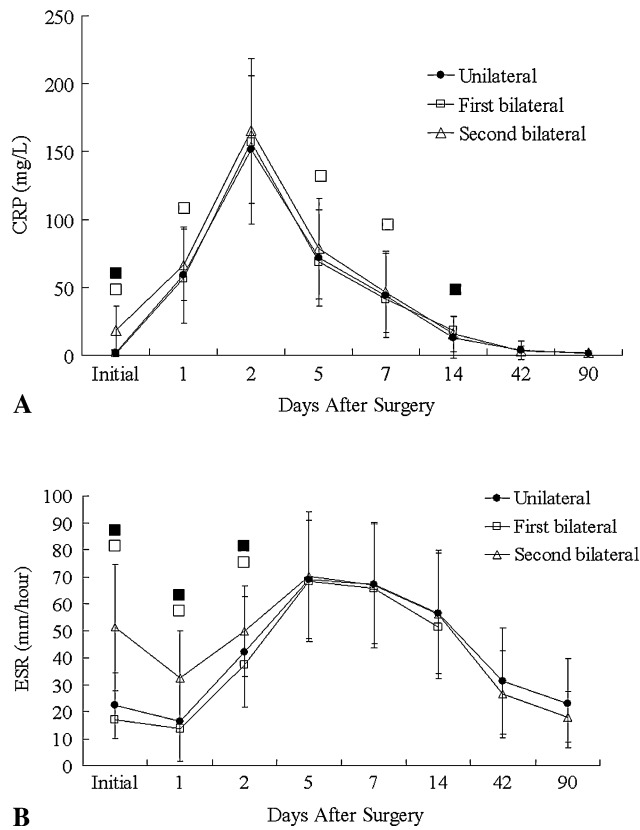 250
200
150
100
50
0
CRP (mg/L)
Unilateral
First bilateral
Second bilateral
Initial 1 2 5 7 14 42 90
Days After Surgery
A
100
90
80
70
60
50
40
30
20
10
0
ESR (mm/hour)
Unilateral
First bilateral
Second bilateral
Initial 1 2 5 7 14 42 90
Days After Surgery
B